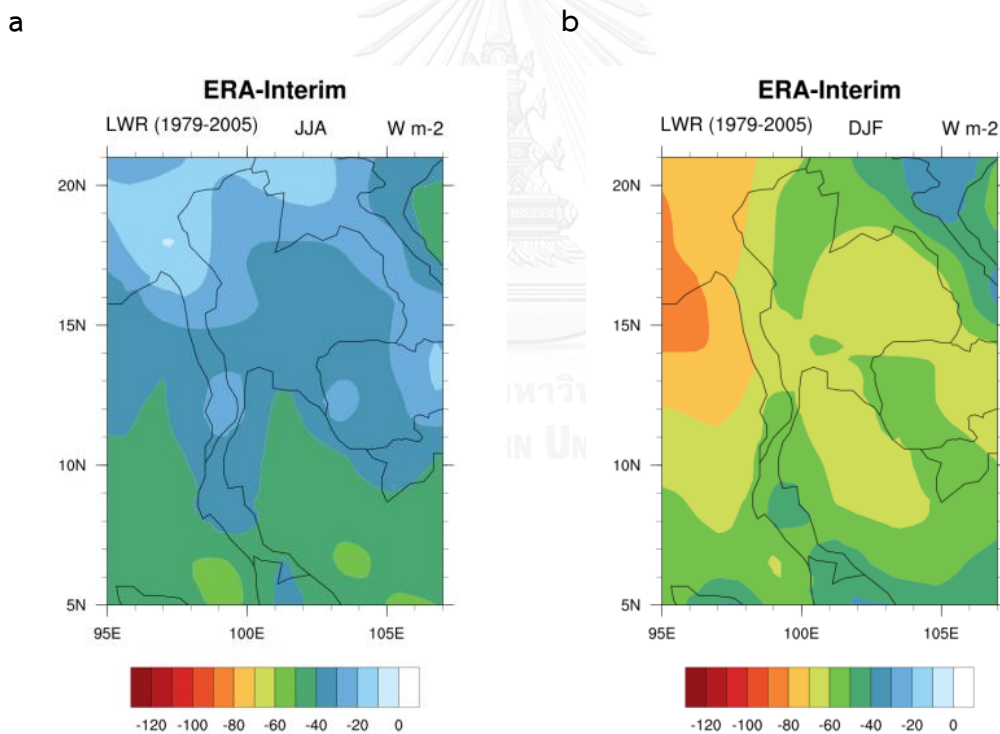 a b
ERA-Interim ERA-Interim
LWR (1979-2005) JJA W m-2 LWR (1979-2005) DJF W m-2
20N 20N
15N 15N
10N 10N
5N 5N
95E 100E 105E 95E 100E 105E
-120 -100 -80 -60 -40 -20 0 -120 -100 -80 -60 -40 -20 0